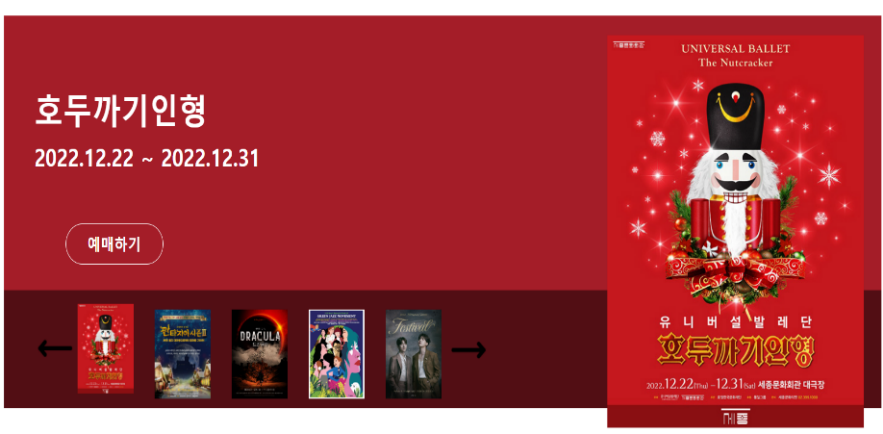 호두까기인형
2022.12.22 ~ 2022.12.31
예매하기
DRACULA
Festival
UNIVERSAL BALLET
The Nutcracker
유니버설발레단
호두까기인형
2022.12.22(Thu) - 12.31(Sat) 세종문화회관 대극장